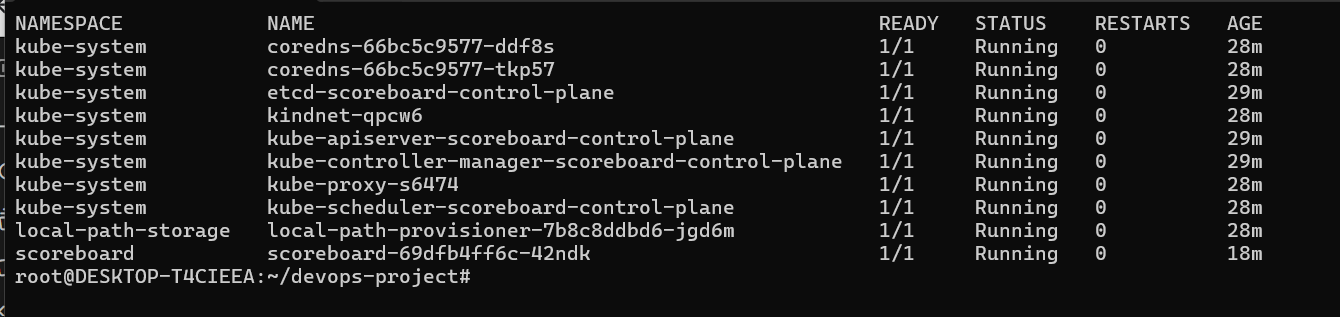 NAMESPACE NAME READY STATUS RESTARTS AGE
kube-system coredns-66bc5c9577-ddf8s 1/1 Running 0 28m
kube-system coredns-66bc5c9577-tkp57 1/1 Running 0 28m
kube-system etcd-scoreboard-control-plane 1/1 Running 0 29m
kube-system kindnet-qpcw6 1/1 Running 0 28m
kube-system kube-apiserver-scoreboard-control-plane 1/1 Running 0 29m
kube-system kube-controller-manager-scoreboard-control-plane 1/1 Running 0 29m
kube-system kube-proxy-s6474 1/1 Running 0 28m
kube-system kube-scheduler-scoreboard-control-plane 1/1 Running 0 28m
local-path-storage local-path-provisioner-7b8c8ddbd6-jgd6m 1/1 Running 0 28m
scoreboard scoreboard-69dfb4ff6c-42ndk 1/1 Running 0 18m
root@DESKTOP-T4CIEEA:~/devops-project#